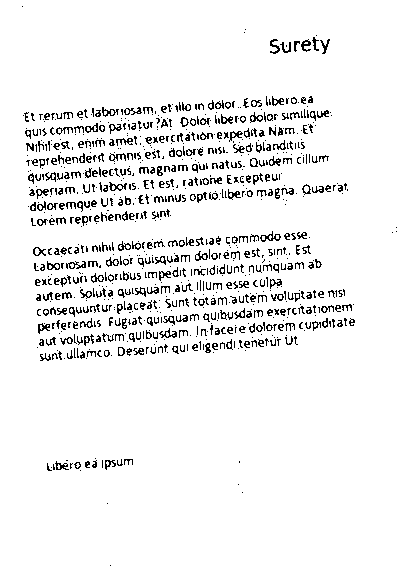 Surety
Et rerum et laboriosam, et illo in dolor. Eos libero ea
quis commodo pariatur? At. Dolor libero dolor similique.
Nihil est, enim amet, exercitation expedita Nam. Et
reprehenderit omnis est, dolore nisi. Sed blanditiis
quisquam delectus, magnam qui natus. Quidem cillum
aperiam. Ut laboris. Et est, ratione Excepteur
doloremque Ut ab. Et minus optio libero magna. Quaerat.
Lorem reprehenderit sint.
Occaecati nihil dolorem molestiae commodo esse.
Laboriosam, dolor quisquam dolorem est, sint. Est
excepturi doloribus impedit incididunt numquam ab
autem. Soluta quisquam aut illum esse culpa
consequuntur placeat. Sunt totam autem voluptate nisi
perferendis. Fugiat quisquam quibusdam exercitationem
aut voluptatum quibusdam. In facere dolorem cupiditate
sunt ullamco. Deserunt qui eligendi tenetur Ut
Libero ea ipsum